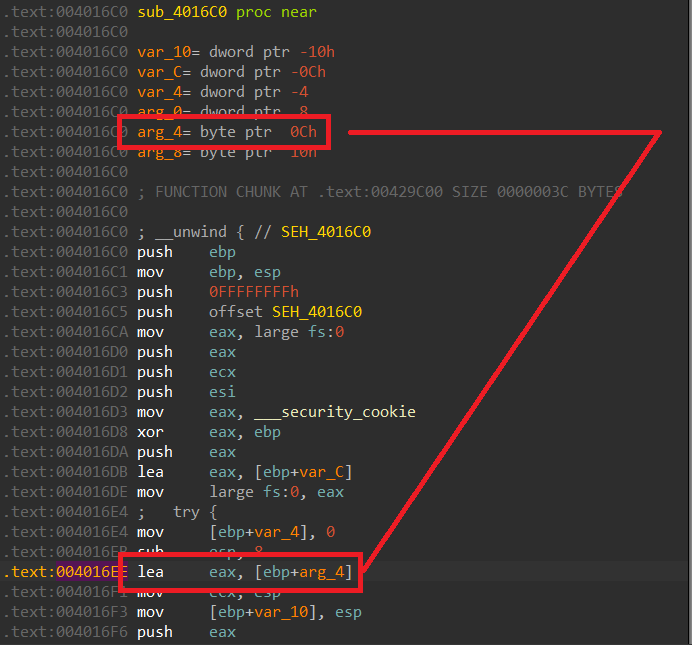 .text:004016C0 sub_4016C0 proc near
.text:004016C0
.text:004016C0 var_10= dword ptr -10h
.text:004016C0 var_C= dword ptr -0Ch
.text:004016C0 var_4= dword ptr -4
.text:004016C0 arg_0= dword ptr  8
.text:004016C0 arg_4= byte ptr  0Ch
.text:004016C0 arg_8= byte ptr  10h
.text:004016C0
.text:004016C0 ; FUNCTION CHUNK AT .text:00429C00 SIZE 0000003C BYTES
.text:004016C0
.text:004016C0 ; __unwind { // SEH_4016C0
.text:004016C0 push    ebp
.text:004016C1 mov     ebp, esp
.text:004016C3 push    0FFFFFFFFh
.text:004016C5 push    offset SEH_4016C0
.text:004016CA mov     eax, large fs:0
.text:004016D0 push    eax
.text:004016D1 push    ecx
.text:004016D2 push    esi
.text:004016D3 mov     eax, ___security_cookie
.text:004016D8 xor     eax, ebp
.text:004016DA push    eax
.text:004016DB lea     eax, [ebp+var_C]
.text:004016DE mov     large fs:0, eax
.text:004016E4 ;   try {
.text:004016E4 mov     [ebp+var_4], 0
.text:004016EB sub     esp, 8
.text:004016EE lea     eax, [ebp+arg_4]
.text:004016F1 mov     ecx, esp
.text:004016F3 mov     [ebp+var_10], esp
.text:004016F6 push    eax